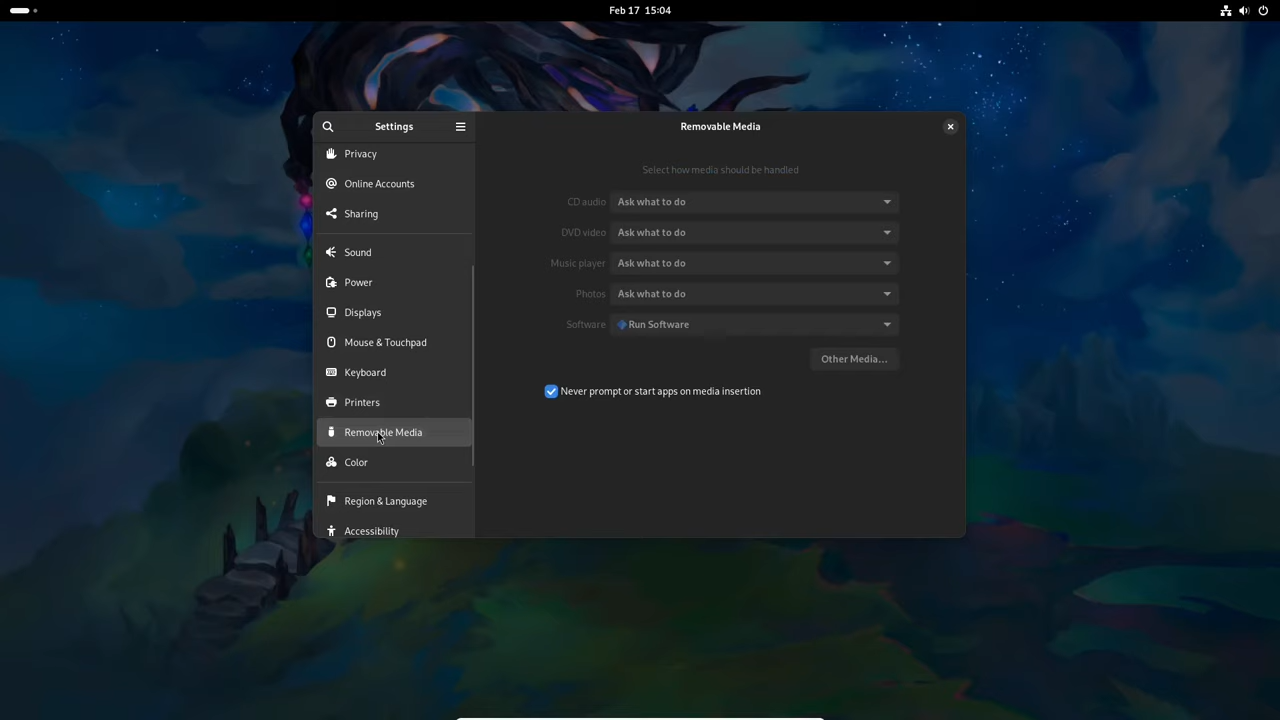 Feb 17 15:04
Settings
Privacy
Online Accounts
Sharing
Sound
Power
Displays
Mouse & Touchpad
Keyboard
Printers
Removable Media
Color
Region & Language
Accessibility
Removable Media
Select how media should be handled
CD audio Ask what to do
DVD video Ask what to do
Music player Ask what to do
Photos Ask what to do
Software Run Software
Other Media…
Never prompt or start apps on media insertion